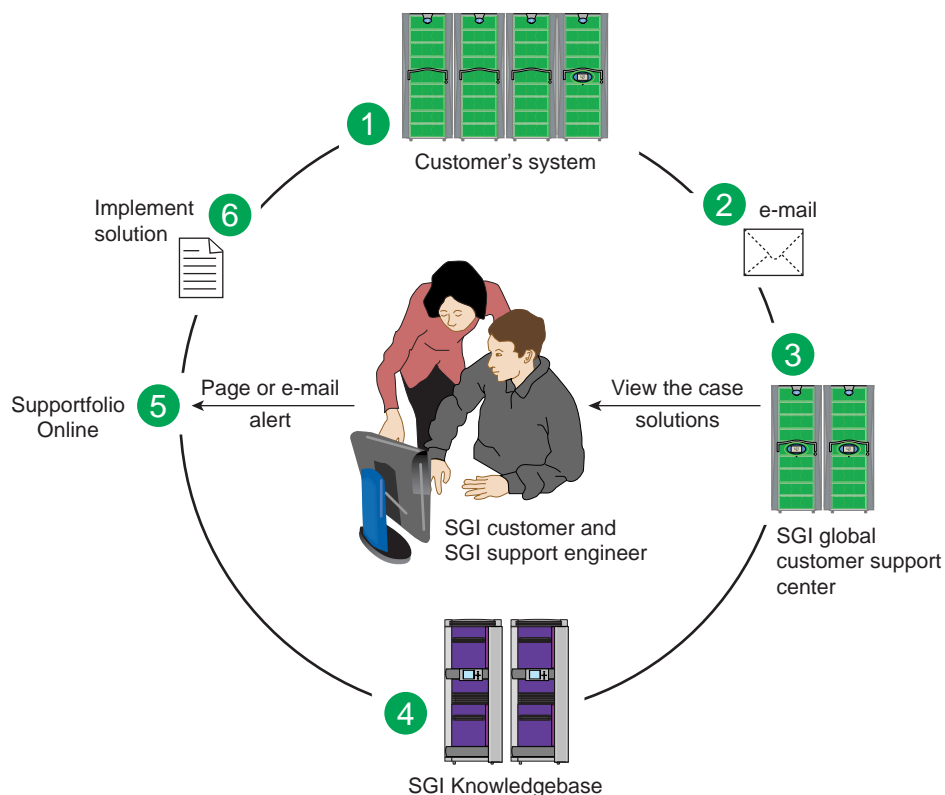 1
Customer's system
2
e-mail
3
SGI global
customer support
center
View the case
solutions
SGI customer and
SGI support engineer
4
SGI Knowledgebase
Page or e-mail
alert
5
Supportfolio
Online
6
Implement
solution